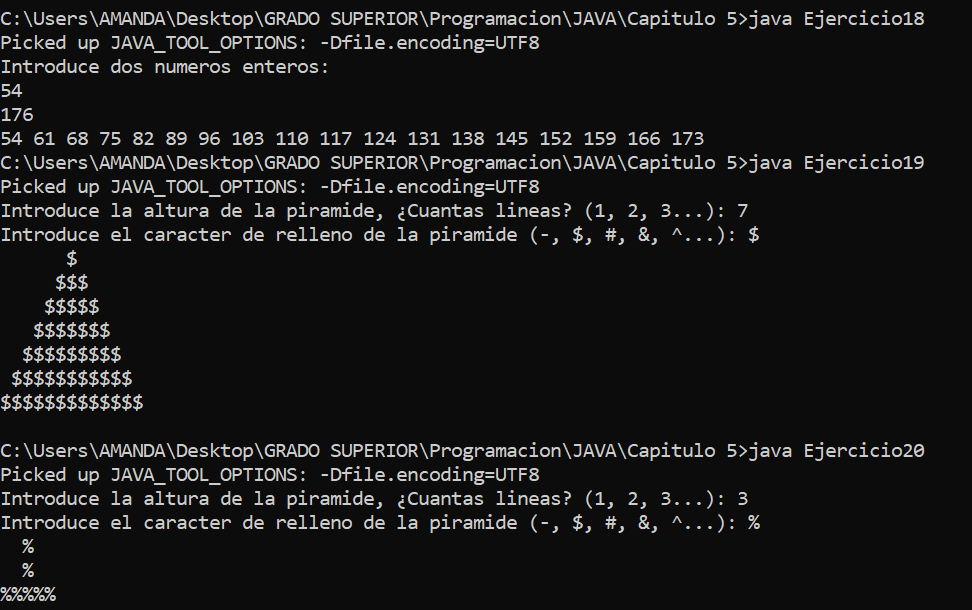 C:\Users\AMANDA\Desktop\GRADO SUPERIOR\Programacion\JAVA\Capitulo 5>java Ejercicio18
Picked up JAVA_TOOL_OPTIONS: -Dfile.encoding=UTF8
Introduce dos numeros enteros:
54
176
54 61 68 75 82 89 96 103 110 117 124 131 138 145 152 159 166 173
C:\Users\AMANDA\Desktop\GRADO SUPERIOR\Programacion\JAVA\Capitulo 5>java Ejercicio19
Picked up JAVA_TOOL_OPTIONS: -Dfile.encoding=UTF8
Introduce la altura de la piramide, ¿Cuantas lineas? (1, 2, 3...): 7
Introduce el caracter de relleno de la piramide (-, $, #, &, ^...): $
      $
     $$$
    $$$$$
   $$$$$$$
  $$$$$$$$$
 $$$$$$$$$$$
$$$$$$$$$$$$$

C:\Users\AMANDA\Desktop\GRADO SUPERIOR\Programacion\JAVA\Capitulo 5>java Ejercicio20
Picked up JAVA_TOOL_OPTIONS: -Dfile.encoding=UTF8
Introduce la altura de la piramide, ¿Cuantas lineas? (1, 2, 3...): 3
Introduce el caracter de relleno de la piramide (-, $, #, &, ^...): %
  %
  %
%%%%%